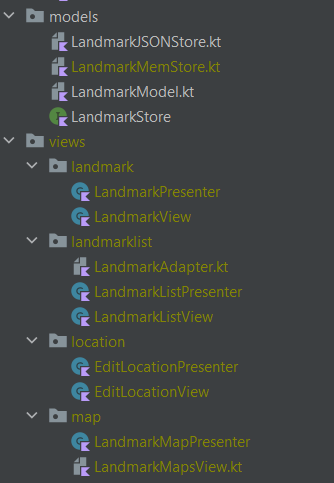 models
LandmarkJSONStore.kt
LandmarkMemStore.kt
LandmarkModel.kt
LandmarkStore
views
landmark
LandmarkPresenter
LandmarkView
landmarklist
LandmarkAdapter.kt
LandmarkListPresenter
LandmarkListView
location
EditLocationPresenter
EditLocationView
map
LandmarkMapPresenter
LandmarkMapsView.kt